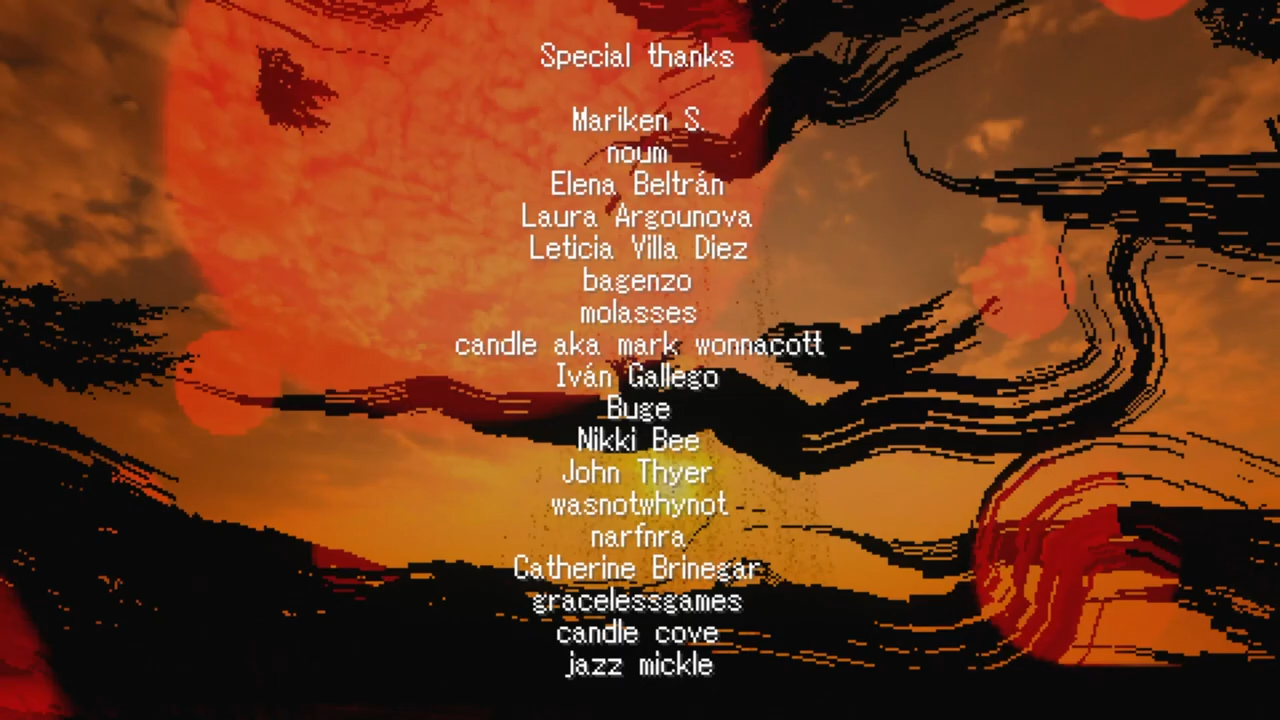 Special thanks
Mariken S.
noum
Elena Beltrán
Laura Argounova
Leticia Villa Diez
bagenzo
molasses
candle aka mark wonnacott
Iván Gallego
Buge
Nikki Bee
John Thyer
wasnotwhynot
narfnra
Catherine Brinegar
gracelessgames
candle cove
jazz mickle